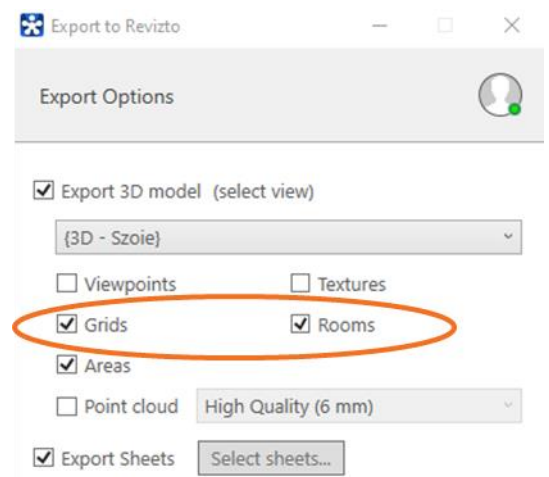 Export to Revizto
Export Options
Export 3D model (select view)
{3D - Szoie}
Viewpoints Textures
Grids Rooms
Areas
Point cloud High Quality (6 mm)
Export Sheets Select sheets...